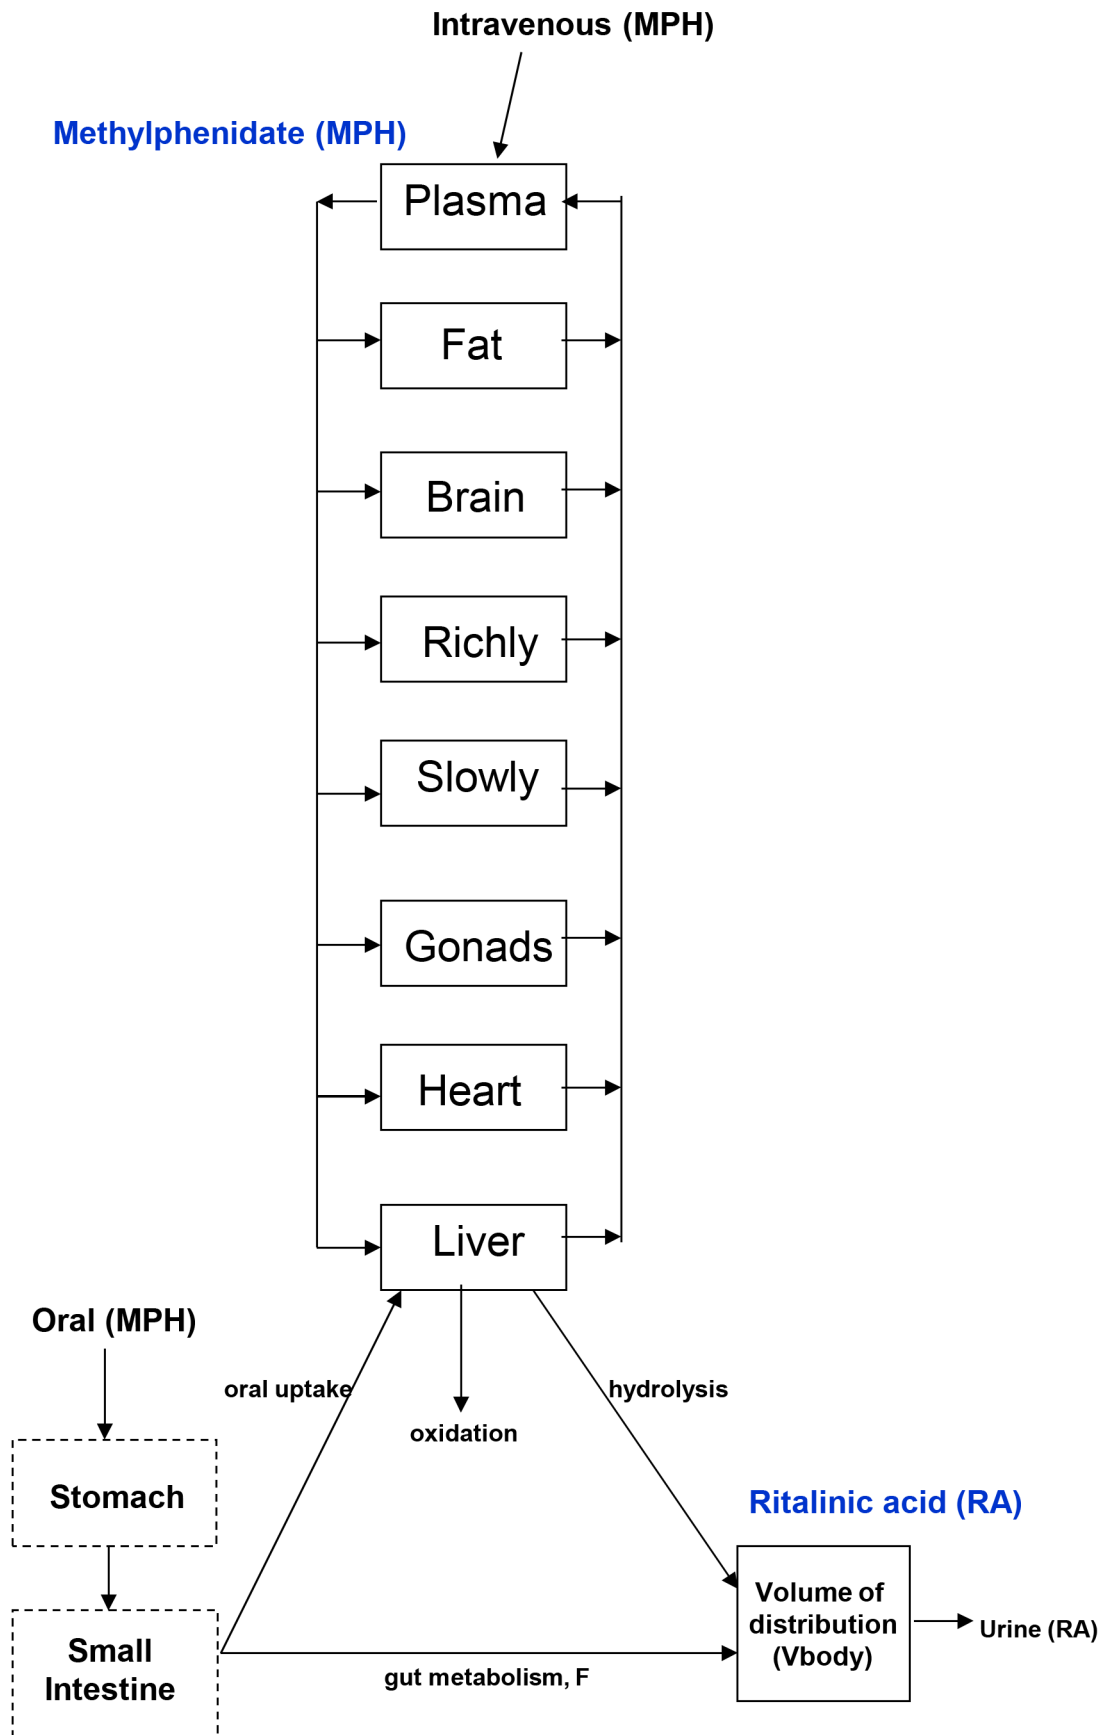 Intravenous (MPH)
Methylphenidate (MPH)
Plasma
Fat
Brain
Richly
Slowly
Gonads
Heart
Liver
Oral (MPH)
oral uptake
hydrolysis
oxidation
Stomach
Ritalinic acid (RA)
Volume of
distribution
(Vbody)
Urine (RA)
Small
Intestine
gut metabolism, F